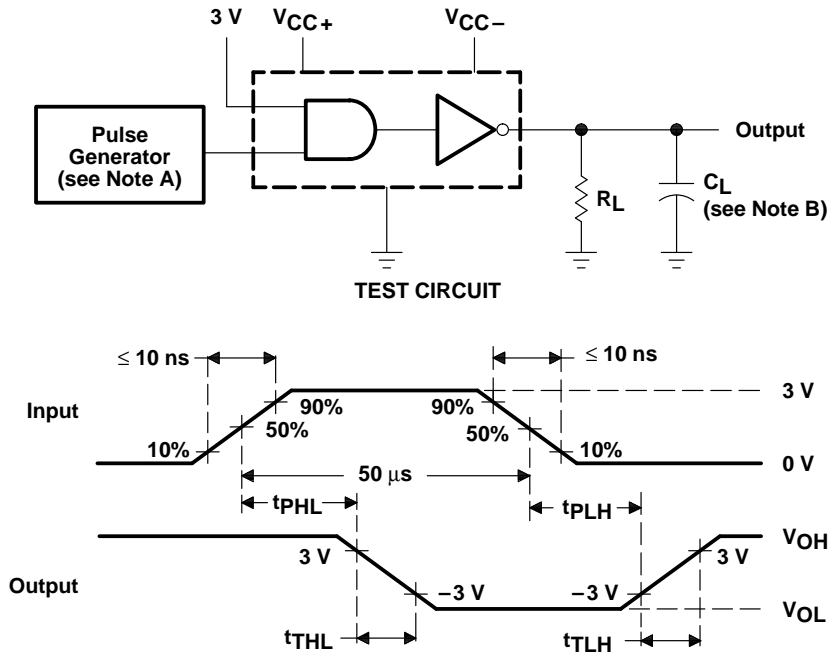 3 V
VCC+
VCC−
Pulse
Generator
(see Note A)
Output
RL
CL
(see Note B)
TEST CIRCUIT
≤ 10 ns
≤ 10 ns
Input
3 V
90%
90%
50%
50%
10%
10%
0 V
50 μs
tPHL
tPLH
Output
VOH
3 V
3 V
−3 V
−3 V
VOL
tTHL
tTLH